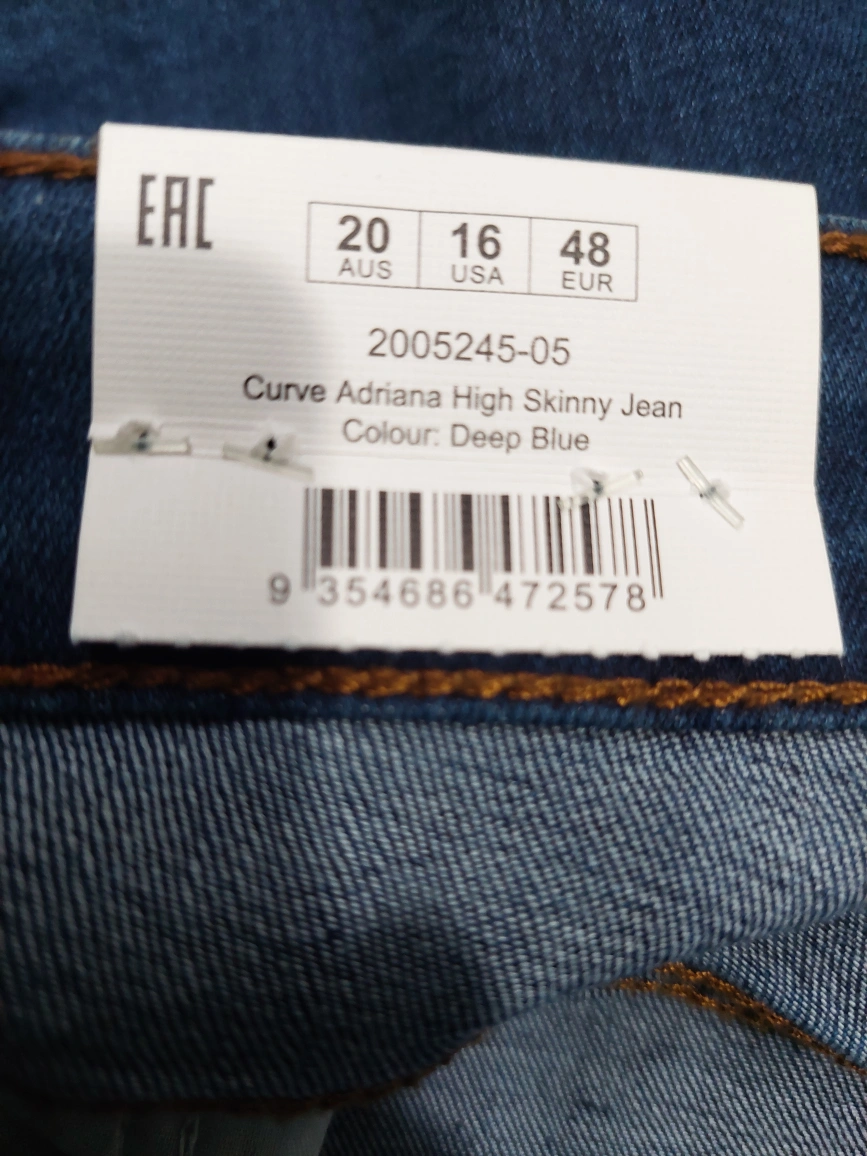 EAC
20 16 48
AUS USA EUR
2005245-05
Curve Adriana High Skinny Jean
Colour: Deep Blue
9 354686 472578